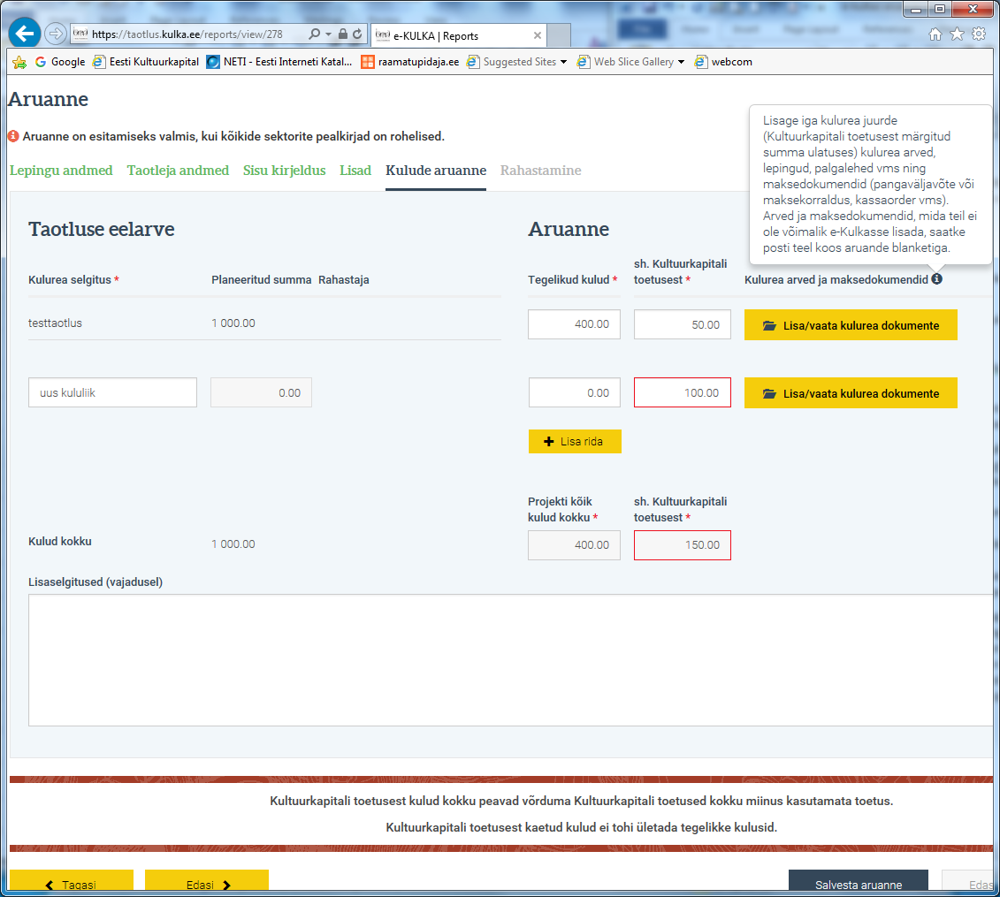 https://taotlus.kulka.ee/reports/view/278
e-KULKA | Reports
Google
Eesti Kultuurkapital
NETI - Eesti Interneti Katal...
raamatupidaja.ee
Suggested Sites
Web Slice Gallery
webcom
Aruanne
Aruanne on esitamiseks valmis, kui kõikide sektorite pealkirjad on rohelised.
Lisage iga kulurea juurde
(Kultuurkapitali toetusest märgitud
summa ulatuses) kulurea arved,
lepingud, palgalehed vms ning
maksedokumendid (pangaväljavõte või
maksekorraldus, kassaorder vms).
Arved ja maksedokumendid, mida teil ei
ole võimalik e-Kulkasse lisada, saatke
posti teel koos aruande blanketiga.
Lepingu andmed Taotleja andmed Sisu kirjeldus Lisad Kulude aruanne Rahastamine
Taotluse eelarve
Aruanne
Kulurea selgitus * Planeeritud summa Rahastaja
Tegelikud kulud *
sh. Kultuurkapitali
toetusest *
Kulurea arved ja maksedokumendid
testtaotlus 1 000.00 400.00 50.00 Lisa/vaata kulurea dokumente
uus kululiik 0.00 0.00 100.00 Lisa/vaata kulurea dokumente
Lisa rida
Projekti kõik
kulud kokku *
sh. Kultuurkapitali
toetusest *
Kulud kokku 1 000.00 400.00 150.00
Lisaselgitused (vajadusel)
Kultuurkapitali toetusest kulud kokku peavad võrduma Kultuurkapitali toetused kokku miinus kasutamata toetus.
Kultuurkapitali toetusest kaetud kulud ei tohi ületada tegelikke kulusid.
Tagasi Edasi Salvesta aruanne Edas